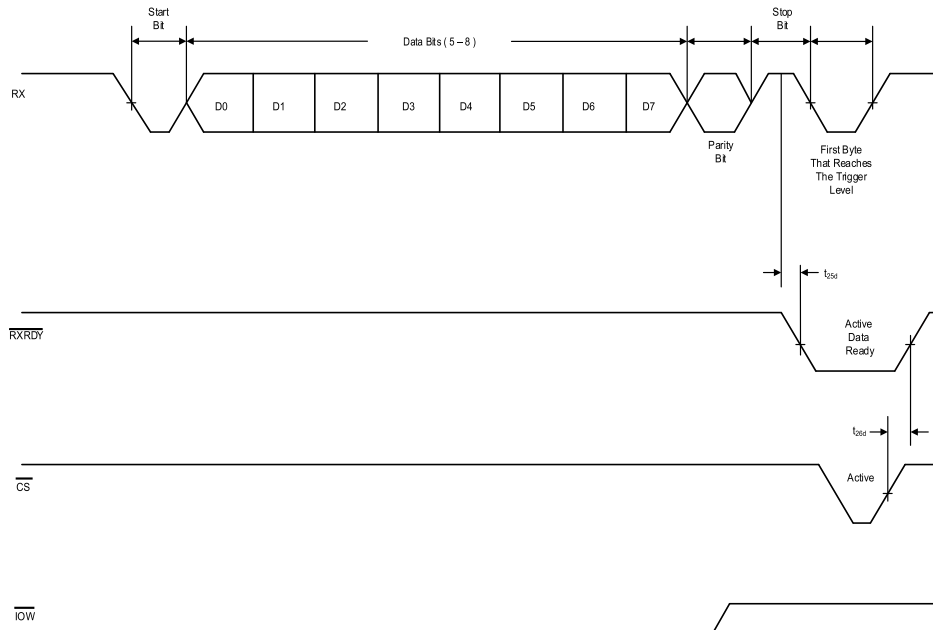 Start
Bit
Stop
Bit
Data Bits ( 5 – 8 )
RX
D0
D1
D2
D3
D4
D5
D6
D7
Parity
Bit
First Byte
That Reaches
The Trigger
Level
t25d
RXRDY
Active
Data
Ready
t26d
CS
Active
IOW